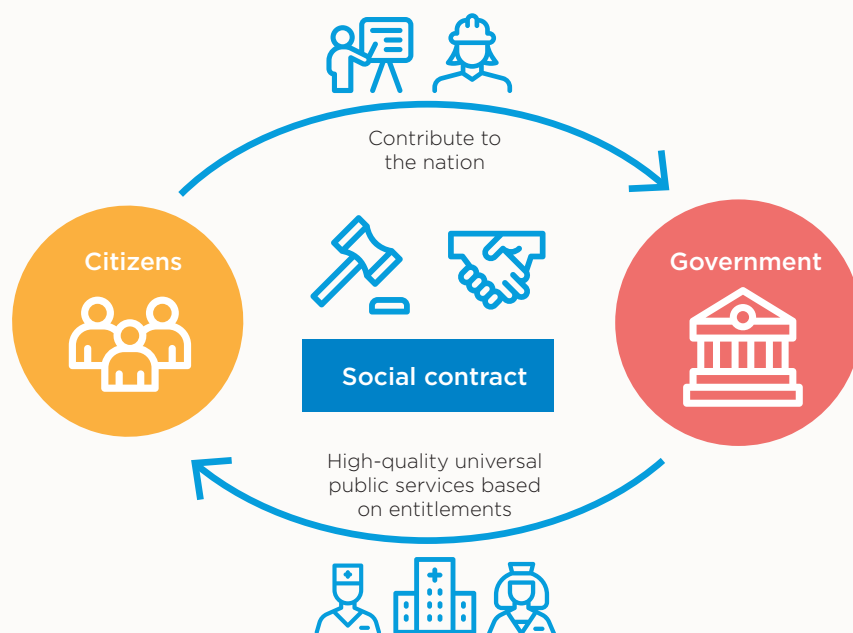 Contribute to
the nation
Citizens
Government
Social contract
High-quality universal
public services based
on entitlements